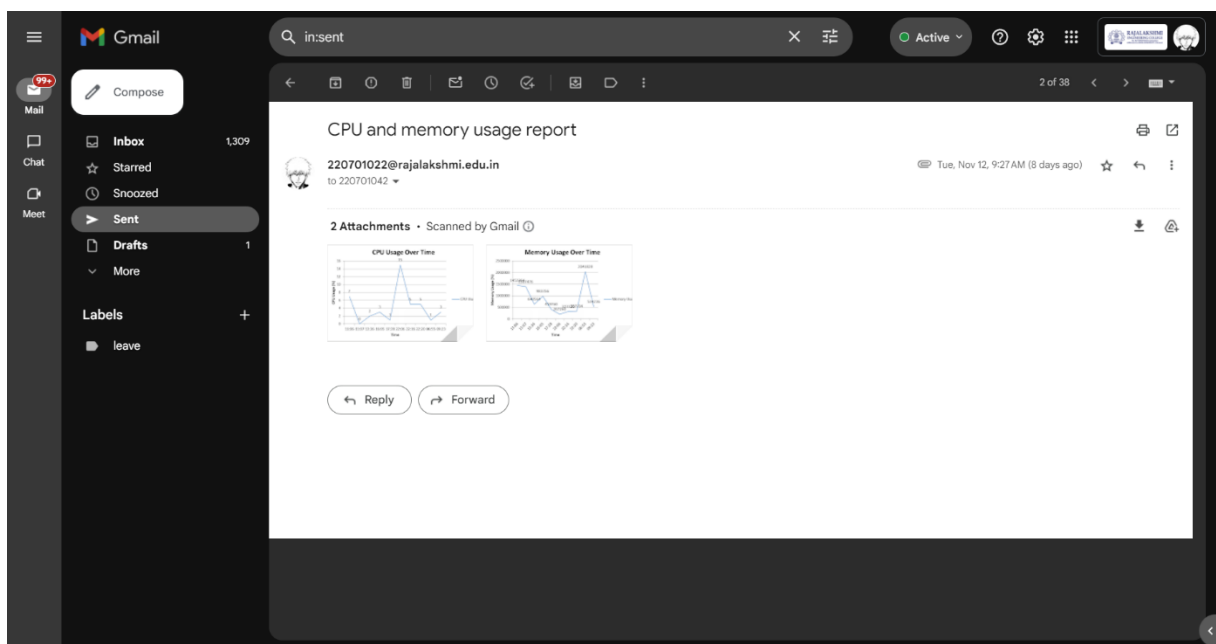 Gmail
in:sent
Active
99+
Mail
Chat
Meet
Compose
Inbox 1,309
Starred
Snoozed
Sent
Drafts 1
More
Labels
leave
2 of 38
CPU and memory usage report
220701022@rajalakshmi.edu.in
Tue, Nov 12, 9:27 AM (8 days ago)
to 220701042
2 Attachments • Scanned by Gmail
CPU Usage Over Time
Time
Memory Usage Over Time
Time
Reply
Forward